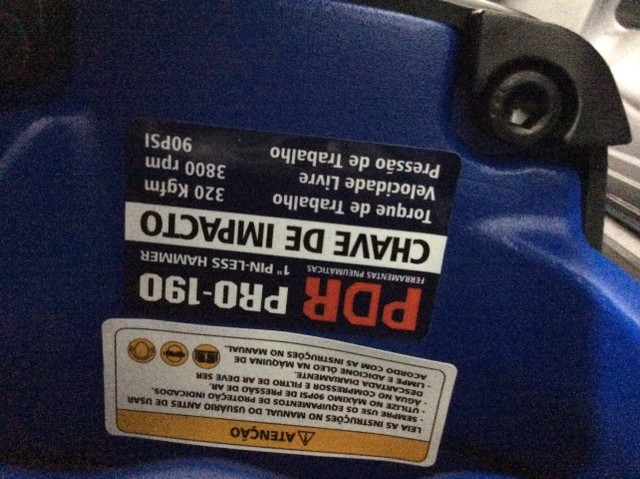 ATENÇÃO
LEIA AS INSTRUÇÕES NO MANUAL DO USUÁRIO ANTES DE USAR
- SEMPRE USE OS EQUIPAMENTOS DE PROTEÇÃO INDICADOS.
- UTILIZE NO MÁXIMO 90PSI DE PRESSÃO DE AR.
- ÁGUA NO COMPRESSOR E FILTRO DE AR DEVE SER
DESCARTADA DIARIAMENTE.
- LIMPE E ADICIONE ÓLEO NA MÁQUINA DE
ACORDO COM AS INSTRUÇÕES NO MANUAL.
PDR PRO-190
FERRAMENTAS PNEUMÁTICAS 1" PIN-LESS HAMMER
CHAVE DE IMPACTO
Torque de Trabalho 320 Kgfm
Velocidade Livre 3800 rpm
Pressão de Trabalho 90PSI